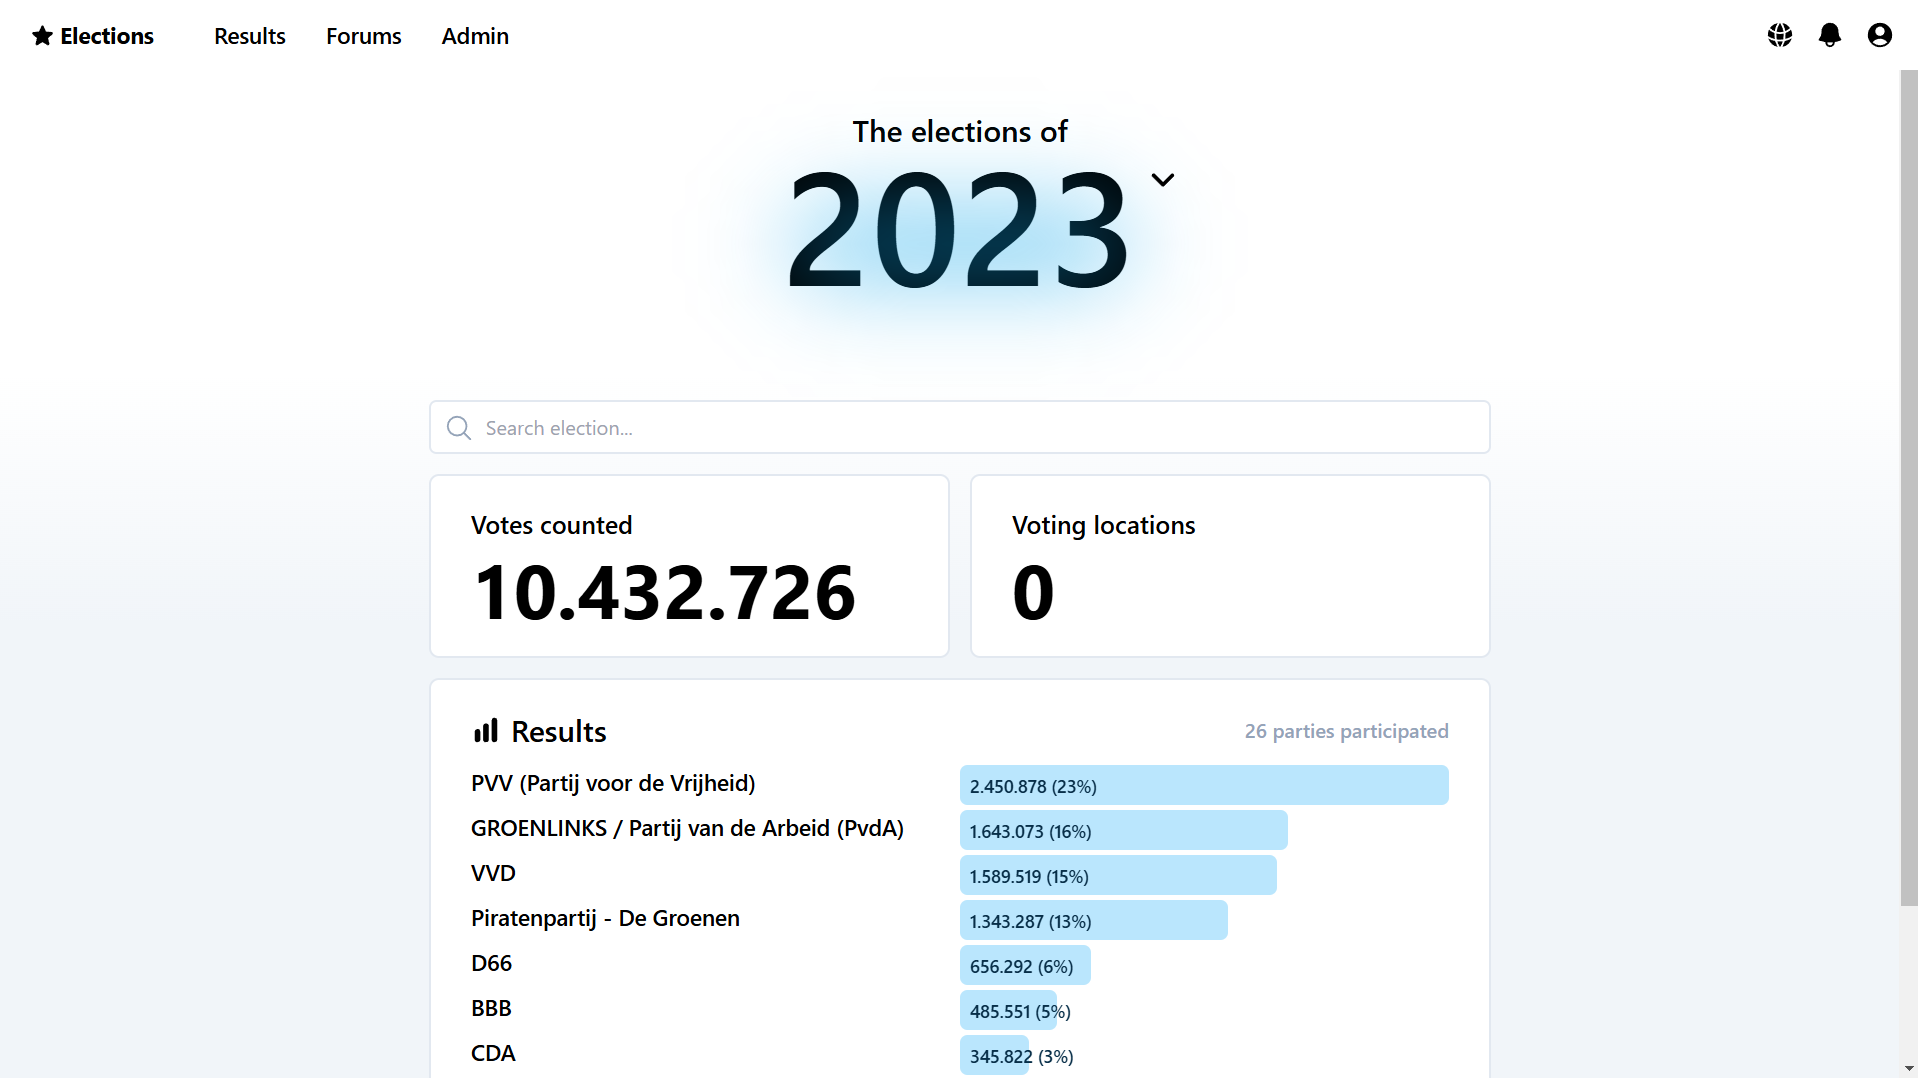 Elections Results Forums Admin
The elections of
2023
Search election...
Votes counted
10.432.726
Voting locations
0
Results
26 parties participated
PVV (Partij voor de Vrijheid) 2.450.878 (23%)
GROENLINKS / Partij van de Arbeid (PvdA) 1.643.073 (16%)
VVD 1.589.519 (15%)
Piratenpartij - De Groenen 1.343.287 (13%)
D66 656.292 (6%)
BBB 485.551 (5%)
CDA 345.822 (3%)